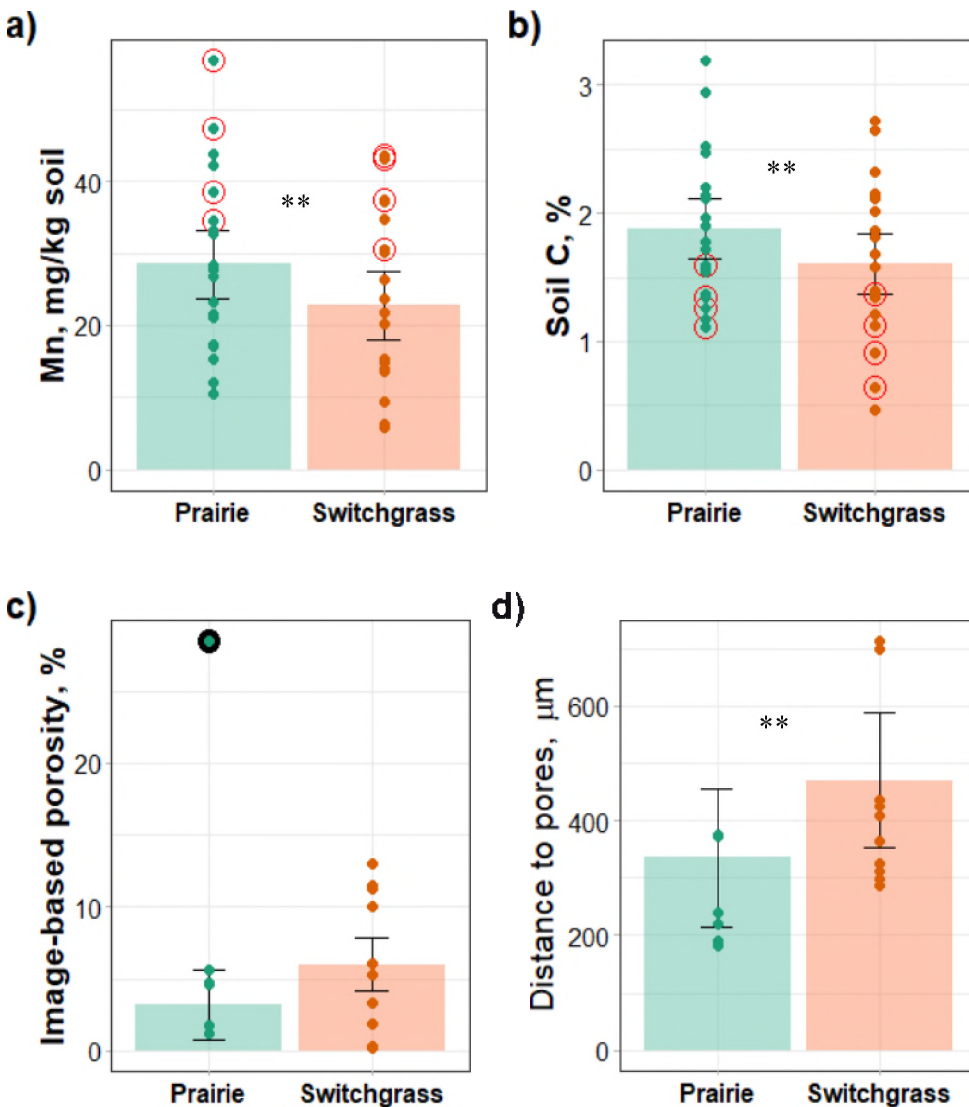 a)
Mn, mg/kg soil
40
20
0
**
Prairie
Switchgrass
b)
Soil C, %
3
2
1
0
**
Prairie
Switchgrass
c)
Image-based porosity, %
20
10
0
Prairie
Switchgrass
d)
Distance to pores, μm
600
400
200
0
**
Prairie
Switchgrass